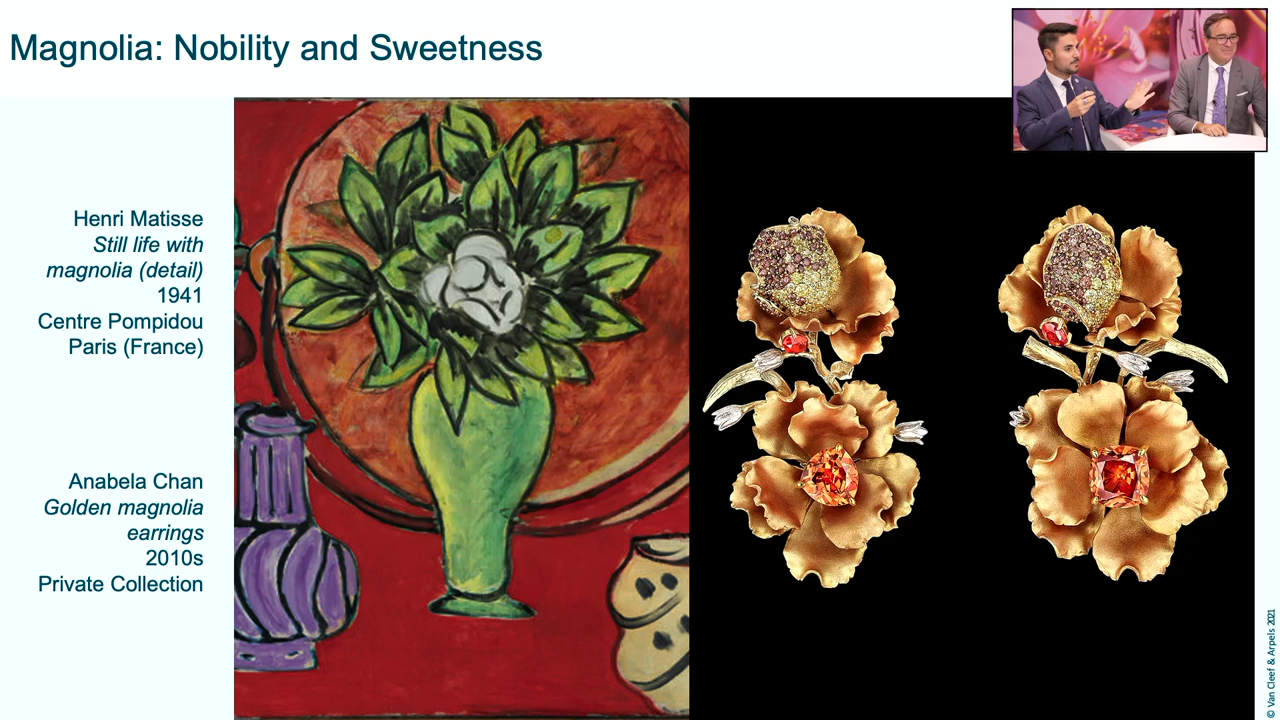 Magnolia: Nobility and Sweetness
Henri Matisse
Still life with
magnolia (detail)
1941
Centre Pompidou
Paris (France)
Anabela Chan
Golden magnolia
earrings
2010s
Private Collection
© Van Cleef & Arpels 2021